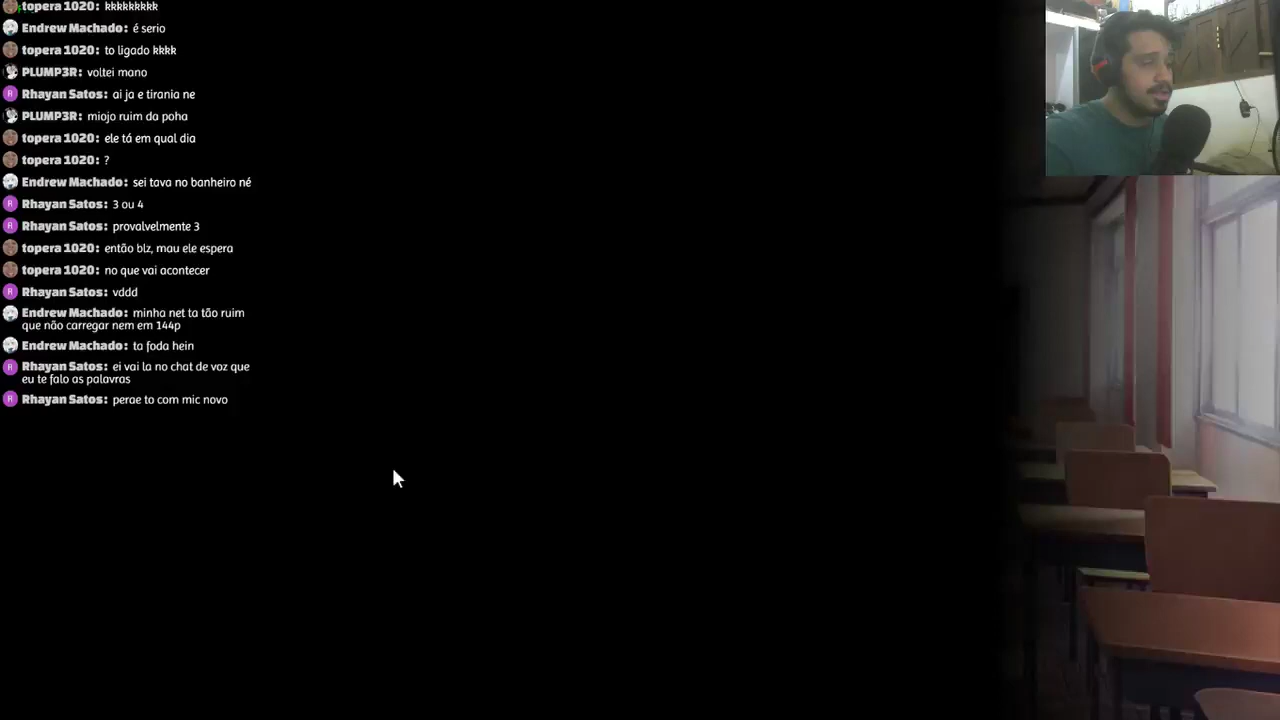 topera 1020: kkkkkkkkk
Endrew Machado: é serio
topera 1020: to ligado kkkk
PLUMP3R: voltei mano
Rhayan Satos: ai ja e tirania ne
PLUMP3R: miojo ruim da poha
topera 1020: ele tá em qual dia
topera 1020: ?
Endrew Machado: sei tava no banheiro né
Rhayan Satos: 3 ou 4
Rhayan Satos: provalvelmente 3
topera 1020: então blz, mau ele espera
topera 1020: no que vai acontecer
Rhayan Satos: vddd
Endrew Machado: minha net ta tão ruim
que não carregar nem em 144p
Endrew Machado: ta foda hein
Rhayan Satos: ei vai la no chat de voz que
eu te falo as palavras
Rhayan Satos: perae to com mic novo